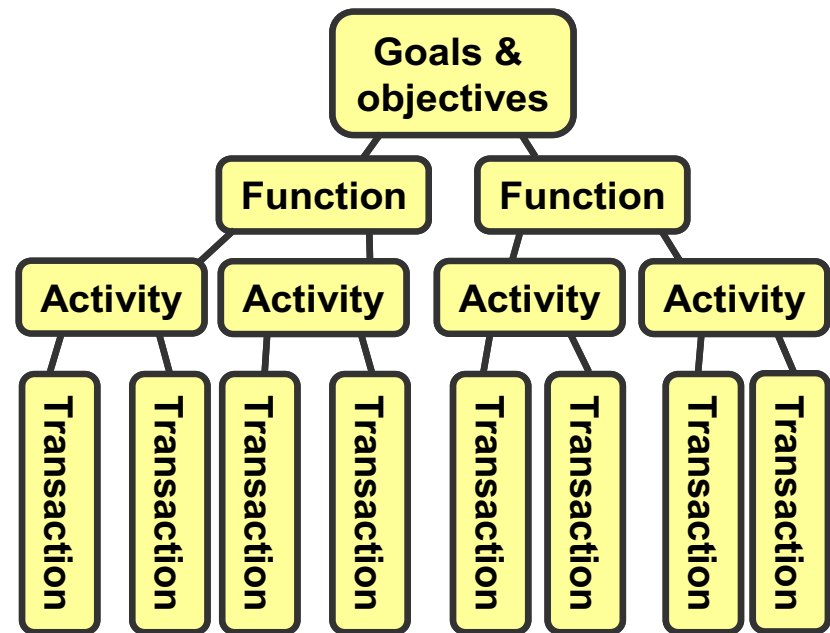 Goals &
objectives
Function
Function
Activity
Activity
Activity
Activity
Transaction
Transaction
Transaction
Transaction
Transaction
Transaction
Transaction
Transaction